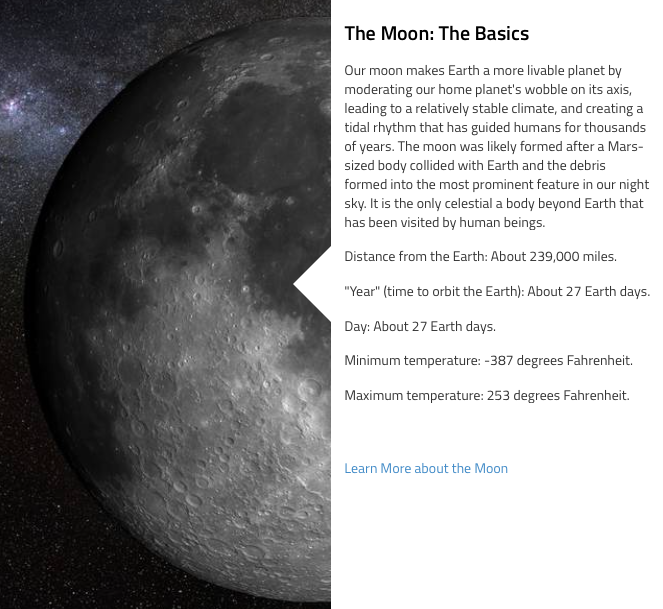 The Moon: The Basics
Our moon makes Earth a more livable planet by
moderating our home planet's wobble on its axis,
leading to a relatively stable climate, and creating a
tidal rhythm that has guided humans for thousands
of years. The moon was likely formed after a Mars-
sized body collided with Earth and the debris
formed into the most prominent feature in our night
sky. It is the only celestial a body beyond Earth that
has been visited by human beings.
Distance from the Earth: About 239,000 miles.
"Year" (time to orbit the Earth): About 27 Earth days.
Day: About 27 Earth days.
Minimum temperature: -387 degrees Fahrenheit.
Maximum temperature: 253 degrees Fahrenheit.
Learn More about the Moon